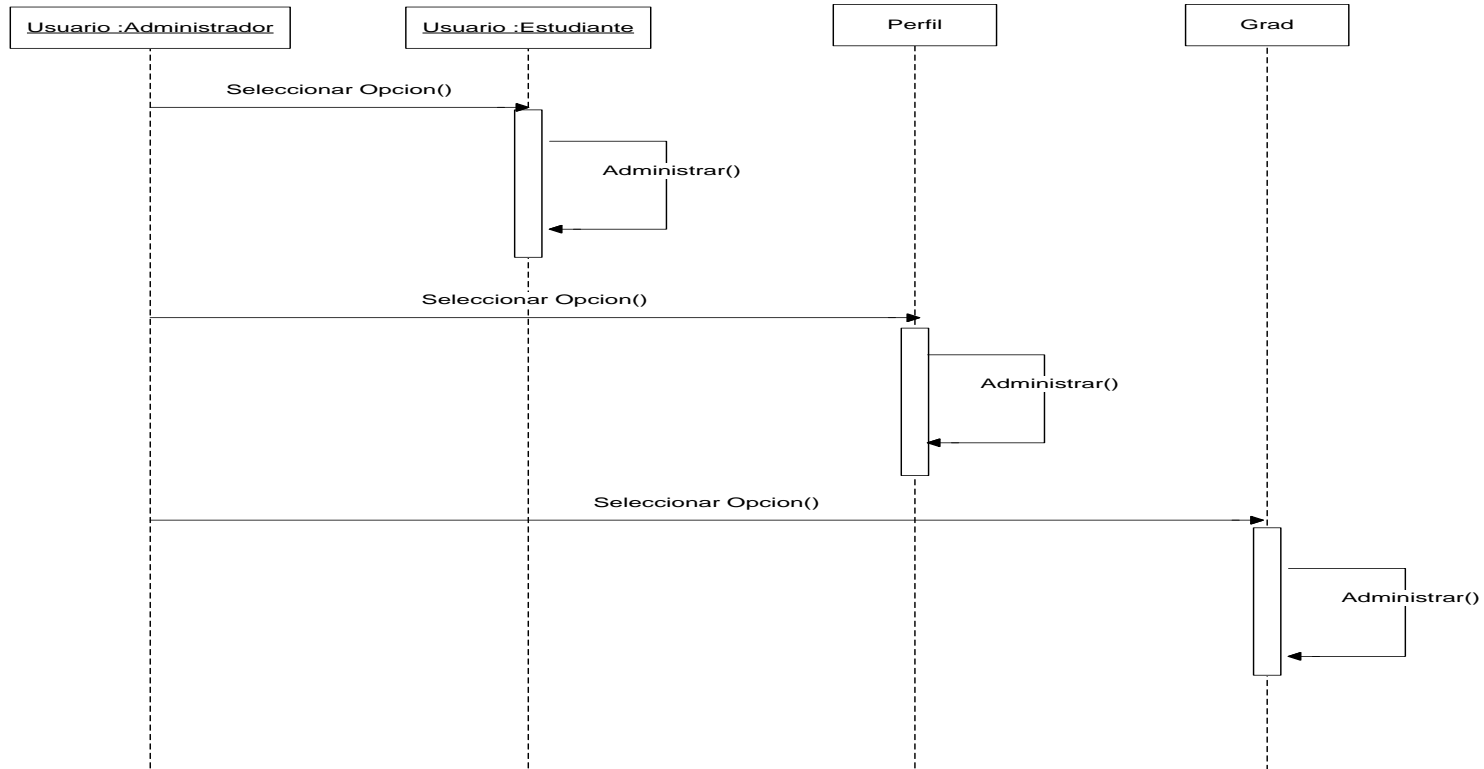 Usuario :Administrador
Usuario :Estudiante
Perfil
Grad
Seleccionar Opcion()
Administrar()
Seleccionar Opcion()
Administrar()
Seleccionar Opcion()
Administrar()